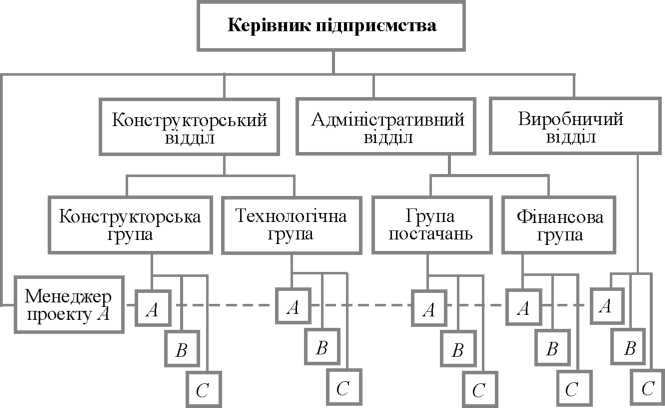 Керівник підприємства
Конструкторський
відділ
Адміністративний
відділ
Виробничий
відділ
Конструкторська
група
Технологічна
група
Група
постачань
Фінансова
група
Менеджер
проекту А
А
А
А
А
А
В
В
В
В
В
С
С
С
С
С